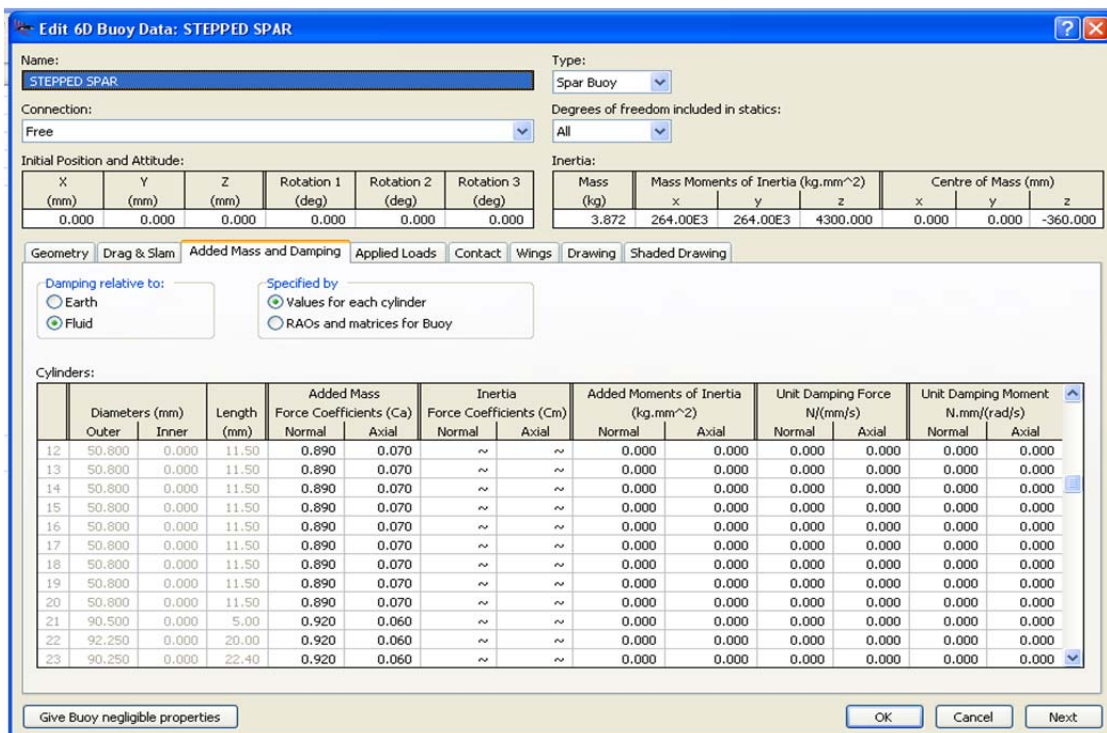 Edit 6D Buoy Data: STEPPED SPAR
Name:
Type:
STEPPED SPAR
Spar Buoy
Connection:
Degrees of freedom included in statics:
Free
All
Initial Position and Attitude:
Inertia:
X Y Z Rotation 1 Rotation 2 Rotation 3 Mass Mass Moments of Inertia (kg.mm^2) Centre of Mass (mm)
(mm) (mm) (mm) (deg) (deg) (deg) (kg) x y z x y z
0.000 0.000 0.000 0.000 0.000 0.000 3.872 264.00E3 264.00E3 4300.000 0.000 0.000 -360.000
Geometry Drag & Slam Added Mass and Damping Applied Loads Contact Wings Drawing Shaded Drawing
Damping relative to: Specified by
Earth Values for each cylinder
Fluid RAOs and matrices for Buoy
Cylinders:
Added Mass Inertia Added Moments of Inertia Unit Damping Force Unit Damping Moment
Diameters (mm) Length Force Coefficients (Ca) Force Coefficients (Cm) (kg.mm^2) N/(mm/s) N.mm/(rad/s)
Outer Inner (mm) Normal Axial Normal Axial Normal Axial Normal Axial Normal Axial
12 50.800 0.000 11.50 0.890 0.070 ~ ~ 0.000 0.000 0.000 0.000 0.000 0.000
13 50.800 0.000 11.50 0.890 0.070 ~ ~ 0.000 0.000 0.000 0.000 0.000 0.000
14 50.800 0.000 11.50 0.890 0.070 ~ ~ 0.000 0.000 0.000 0.000 0.000 0.000
15 50.800 0.000 11.50 0.890 0.070 ~ ~ 0.000 0.000 0.000 0.000 0.000 0.000
16 50.800 0.000 11.50 0.890 0.070 ~ ~ 0.000 0.000 0.000 0.000 0.000 0.000
17 50.800 0.000 11.50 0.890 0.070 ~ ~ 0.000 0.000 0.000 0.000 0.000 0.000
18 50.800 0.000 11.50 0.890 0.070 ~ ~ 0.000 0.000 0.000 0.000 0.000 0.000
19 50.800 0.000 11.50 0.890 0.070 ~ ~ 0.000 0.000 0.000 0.000 0.000 0.000
20 50.800 0.000 11.50 0.890 0.070 ~ ~ 0.000 0.000 0.000 0.000 0.000 0.000
21 90.500 0.000 5.00 0.920 0.060 ~ ~ 0.000 0.000 0.000 0.000 0.000 0.000
22 92.250 0.000 20.00 0.920 0.060 ~ ~ 0.000 0.000 0.000 0.000 0.000 0.000
23 90.250 0.000 22.40 0.920 0.060 ~ ~ 0.000 0.000 0.000 0.000 0.000 0.000
Give Buoy negligible properties OK Cancel Next